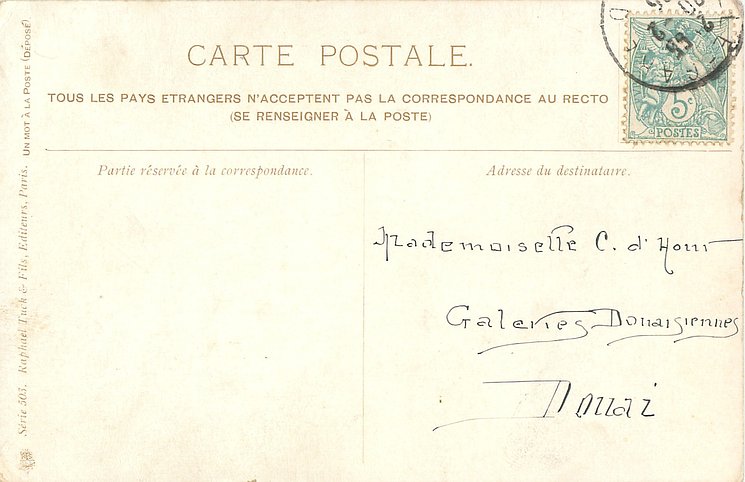 CARTE POSTALE.
TOUS LES PAYS ETRANGERS N'ACCEPTENT PAS LA CORRESPONDANCE AU RECTO
(SE RENSEIGNER À LA POSTE)
Partie réservée à la correspondance.
Adresse du destinataire.
5c
POSTES
Mademoiselle C. d'Hour
Galeries Douaisiennes
Douai
Série 503. Raphael Tuck & Fils, Editeurs, Paris. UN MOT À LA POSTE (DÉPOSÉ)